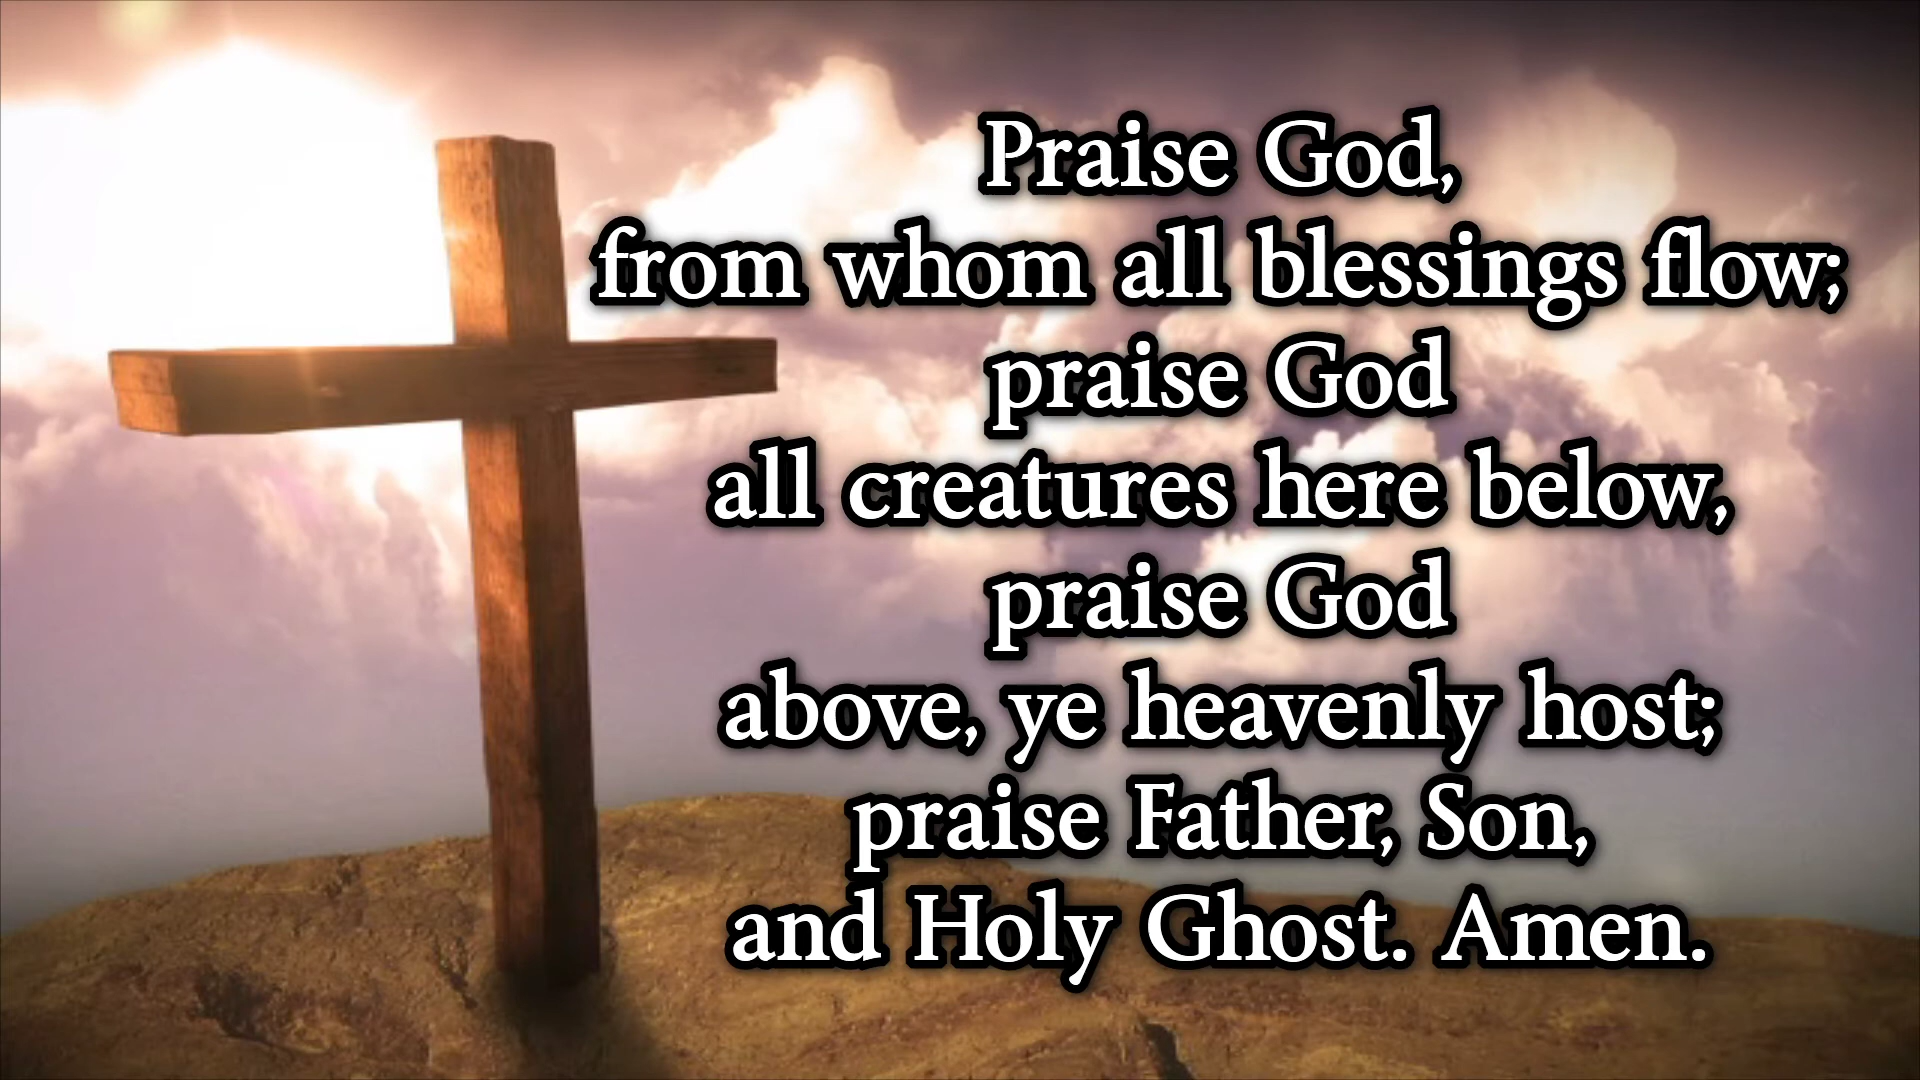 Praise God,
from whom all blessings flow;
praise God
all creatures here below,
praise God
above, ye heavenly host;
praise Father, Son,
and Holy Ghost. Amen.